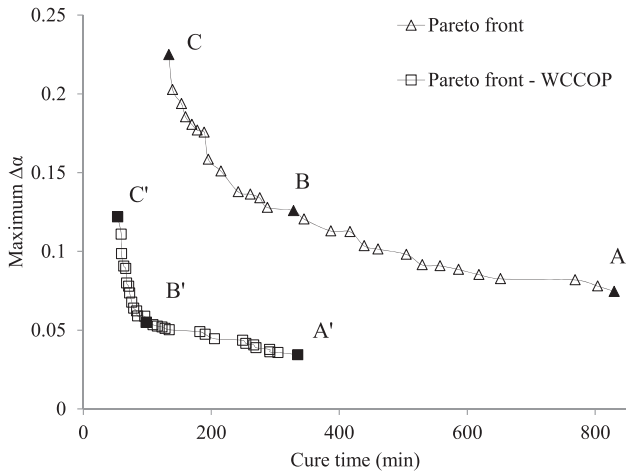 0.25
Pareto front
Pareto front - WCCOP
0.2
0.15
0.1
0.05
0
Maximum Δα
C
B
A
C'
B'
A'
0 200 400 600 800
Cure time (min)